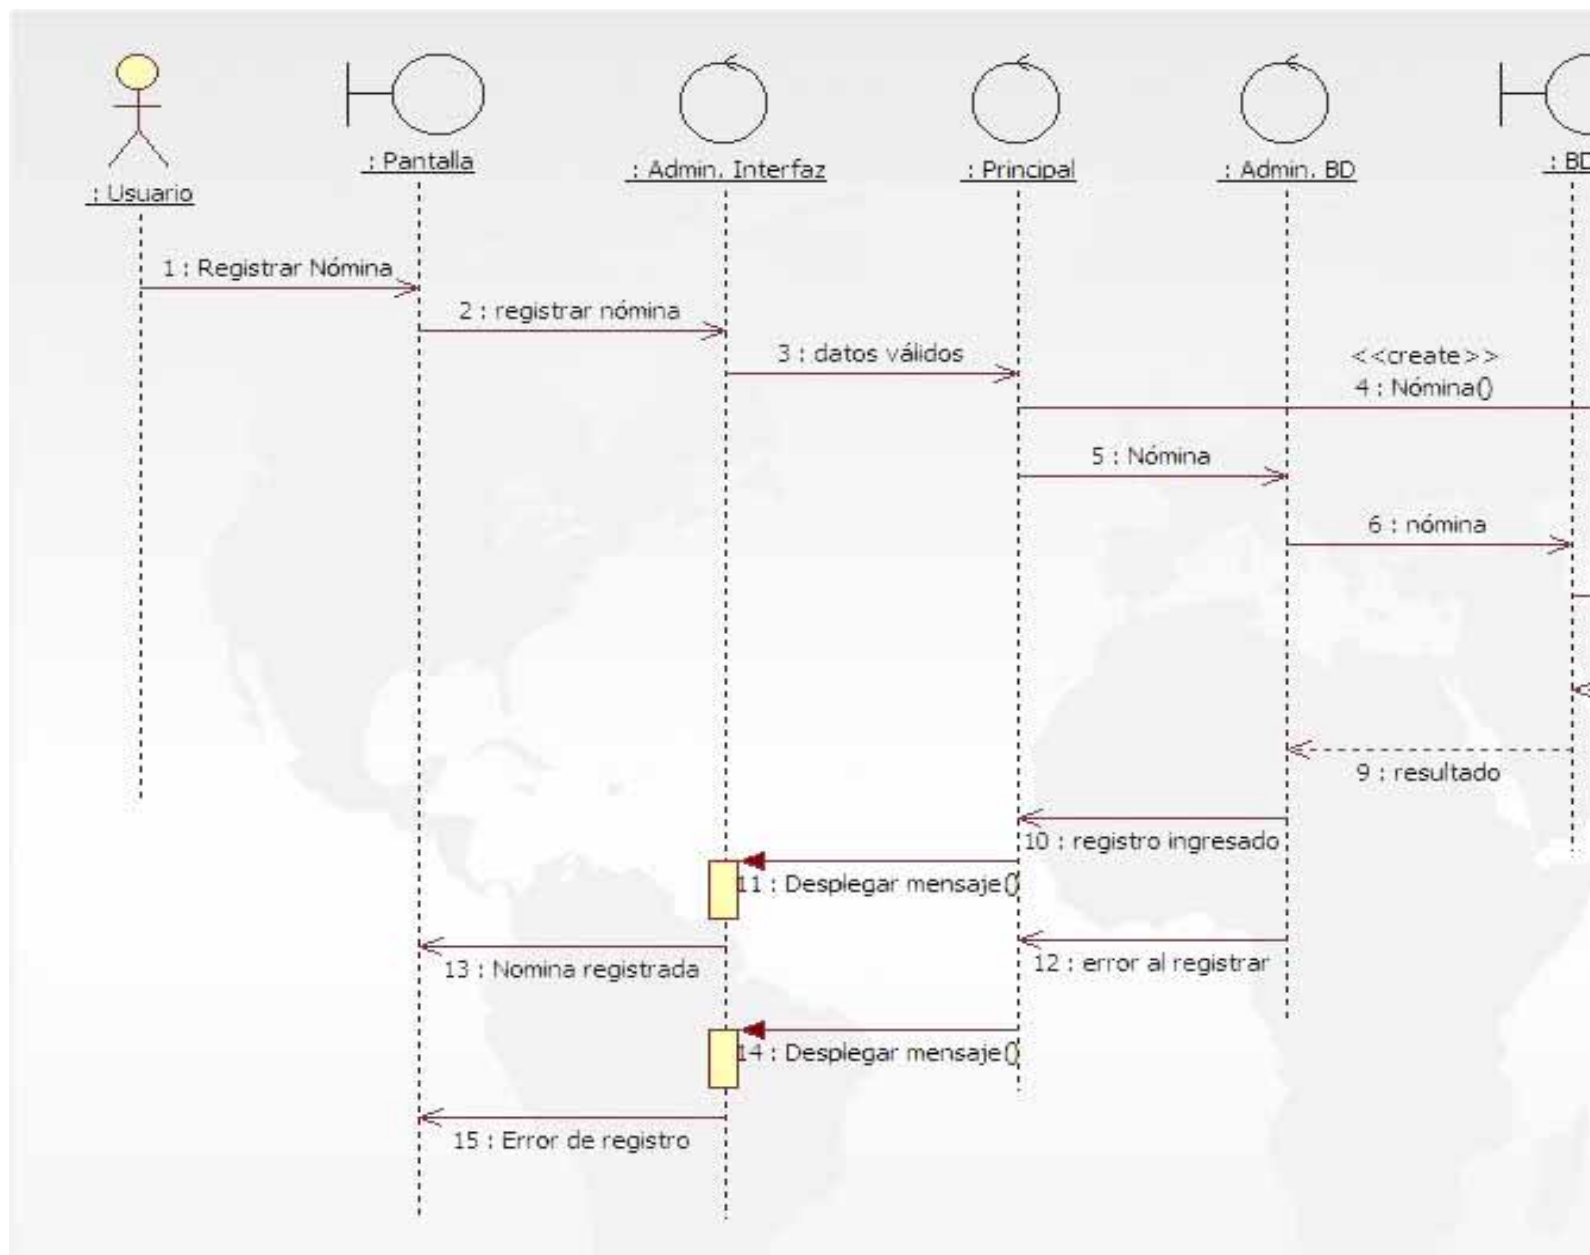 : Usuario
: Pantalla
: Admin. Interfaz
: Principal
: Admin. BD
: BD
1 : Registrar Nómina
2 : registrar nómina
3 : datos válidos
<<create>>
4 : Nómina()
5 : Nómina
6 : nómina
9 : resultado
10 : registro ingresado
11 : Desplegar mensaje()
12 : error al registrar
13 : Nomina registrada
14 : Desplegar mensaje()
15 : Error de registro